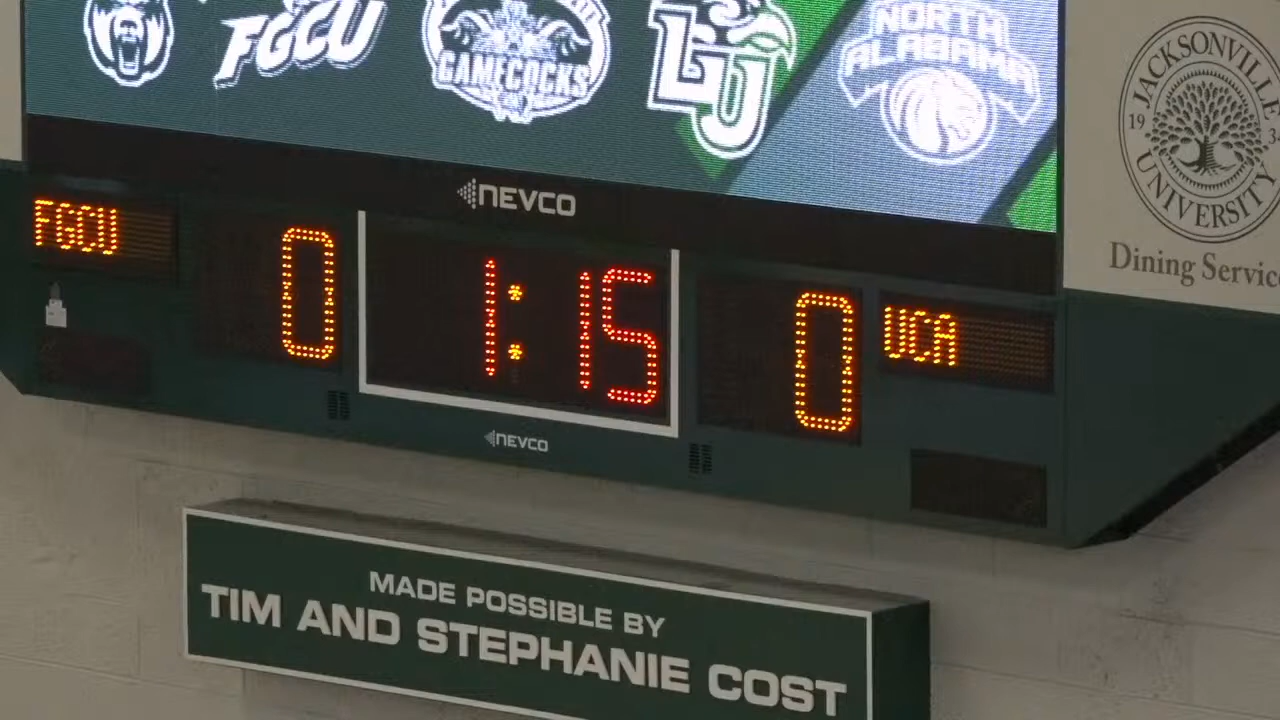 FGCU
GAMECOCKS
LU
NORTH
ALABAMA
JACKSONVILLE
UNIVERSITY
19 34
Dining Servic
NEVCO
FGCU
0
1:15
0
UCA
NEVCO
MADE POSSIBLE BY
TIM AND STEPHANIE COST